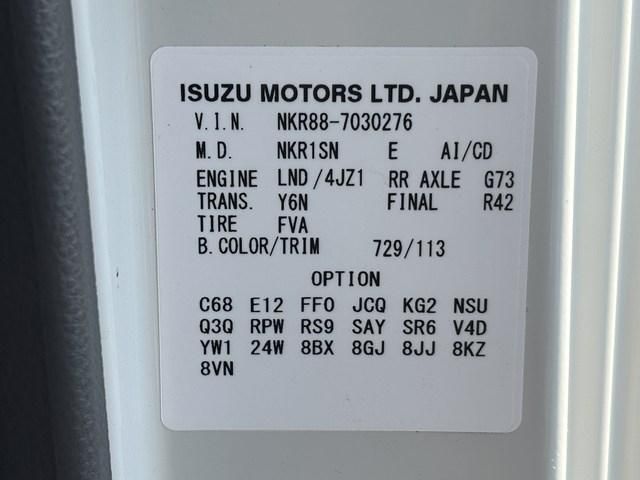 ISUZU MOTORS LTD. JAPAN
V.I.N. NKR88-7030276
M.D. NKR1SN E AI/CD
ENGINE LND/4JZ1 RR AXLE G73
TRANS. Y6N FINAL R42
TIRE FVA
B.COLOR/TRIM 729/113
OPTION
C68 E12 FF0 JCQ KG2 NSU
Q3Q RPW RS9 SAY SR6 V4D
YW1 24W 8BX 8GJ 8JJ 8KZ
8VN